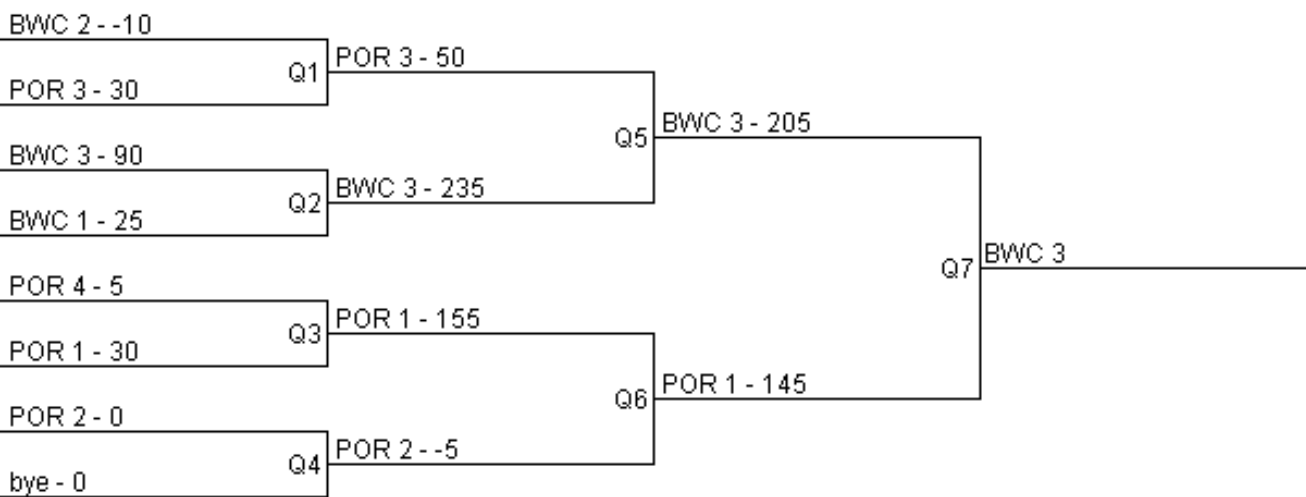 BWC 2 - -10
POR 3 - 50
Q1
POR 3 - 30
BWC 3 - 205
Q5
BWC 3 - 90
BWC 3 - 235
Q2
BWC 1 - 25
BWC 3
Q7
POR 4 - 5
POR 1 - 155
Q3
POR 1 - 30
POR 1 - 145
Q6
POR 2 - 0
POR 2 - -5
Q4
bye - 0